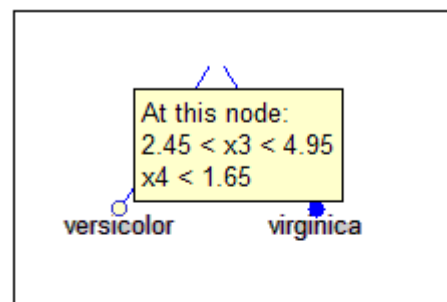 At this node:
2.45 < x3 < 4.95
x4 < 1.65
versicolor virginica